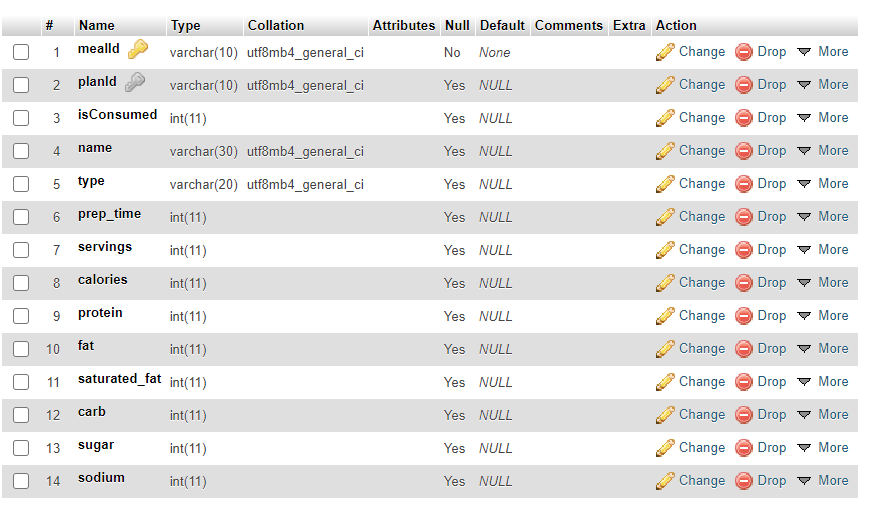 # Name Type Collation Attributes Null Default Comments Extra Action
1 mealId varchar(10) utf8mb4_general_ci No None Change Drop More
2 planId varchar(10) utf8mb4_general_ci Yes NULL Change Drop More
3 isConsumed int(11) Yes NULL Change Drop More
4 name varchar(30) utf8mb4_general_ci Yes NULL Change Drop More
5 type varchar(20) utf8mb4_general_ci Yes NULL Change Drop More
6 prep_time int(11) Yes NULL Change Drop More
7 servings int(11) Yes NULL Change Drop More
8 calories int(11) Yes NULL Change Drop More
9 protein int(11) Yes NULL Change Drop More
10 fat int(11) Yes NULL Change Drop More
11 saturated_fat int(11) Yes NULL Change Drop More
12 carb int(11) Yes NULL Change Drop More
13 sugar int(11) Yes NULL Change Drop More
14 sodium int(11) Yes NULL Change Drop More